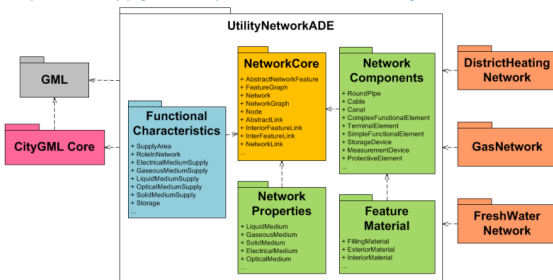 UtilityNetworkADE
GML
CityGML Core
Functional
Characteristics
+ SupplyArea
+ RoleInNetwork
+ ElectricalMediumSupply
+ GaseousMediumSupply
+ LiquidMediumSupply
+ OpticalMediumSupply
+ SolidMediumSupply
+ Storage
...
NetworkCore
+ AbstractNetworkFeature
+ FeatureGraph
+ Network
+ NetworkGraph
+ Node
+ AbstractLink
+ InteriorFeatureLink
+ InterFeatureLink
+ NetworkLink
...
Network
Properties
+ LiquidMedium
+ GaseousMedium
+ SolidMedium
+ ElectricalMedium
+ OpticalMedium
...
Network
Components
+ RoundPipe
+ Cable
+ Canal
+ ComplexFunctionalElement
+ TerminalElement
+ SimpleFunctionalElement
+ StorageDevice
+ MeasurementDevice
+ ProtectiveElement
...
Feature
Material
+ FillingMaterial
+ ExteriorMaterial
+ InteriorMaterial
...
DistrictHeating
Network
GasNetwork
FreshWater
Network